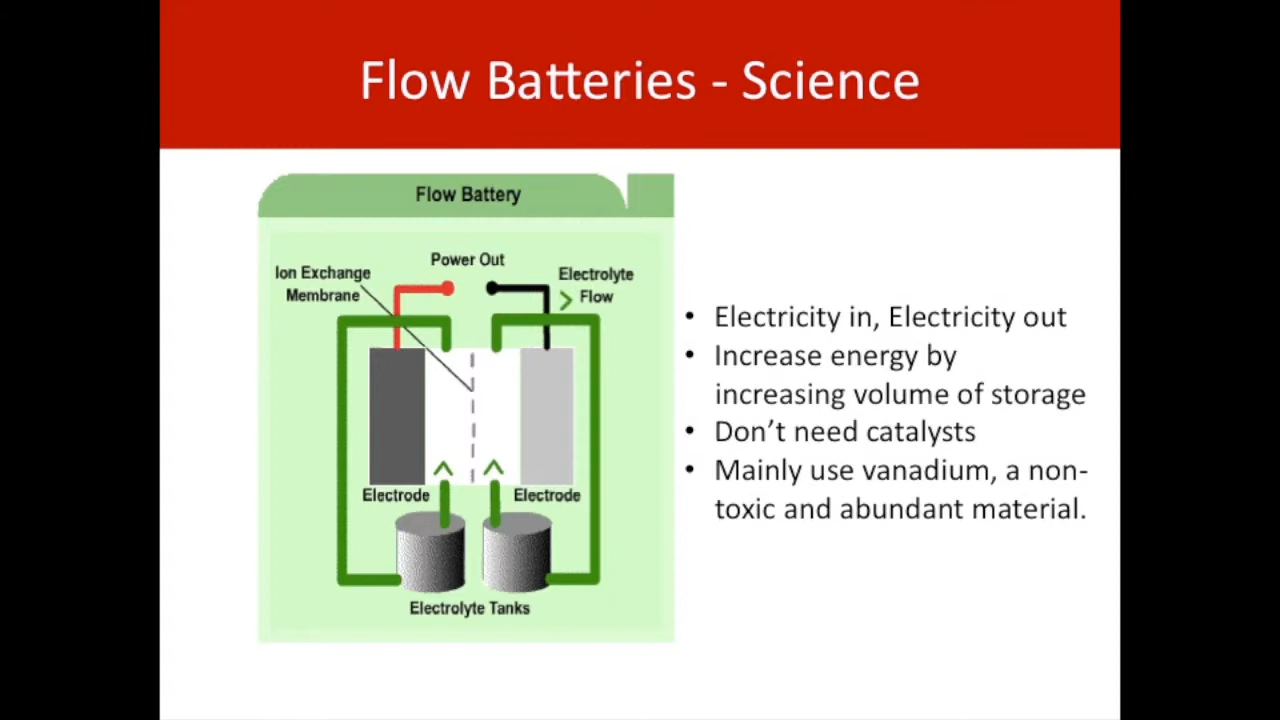 Flow Batteries - Science
Flow Battery
Power Out
Ion Exchange
Membrane
Electrolyte
Flow
Electrode
Electrode
Electrolyte Tanks
• Electricity in, Electricity out
• Increase energy by
increasing volume of storage
• Don’t need catalysts
• Mainly use vanadium, a non-
toxic and abundant material.